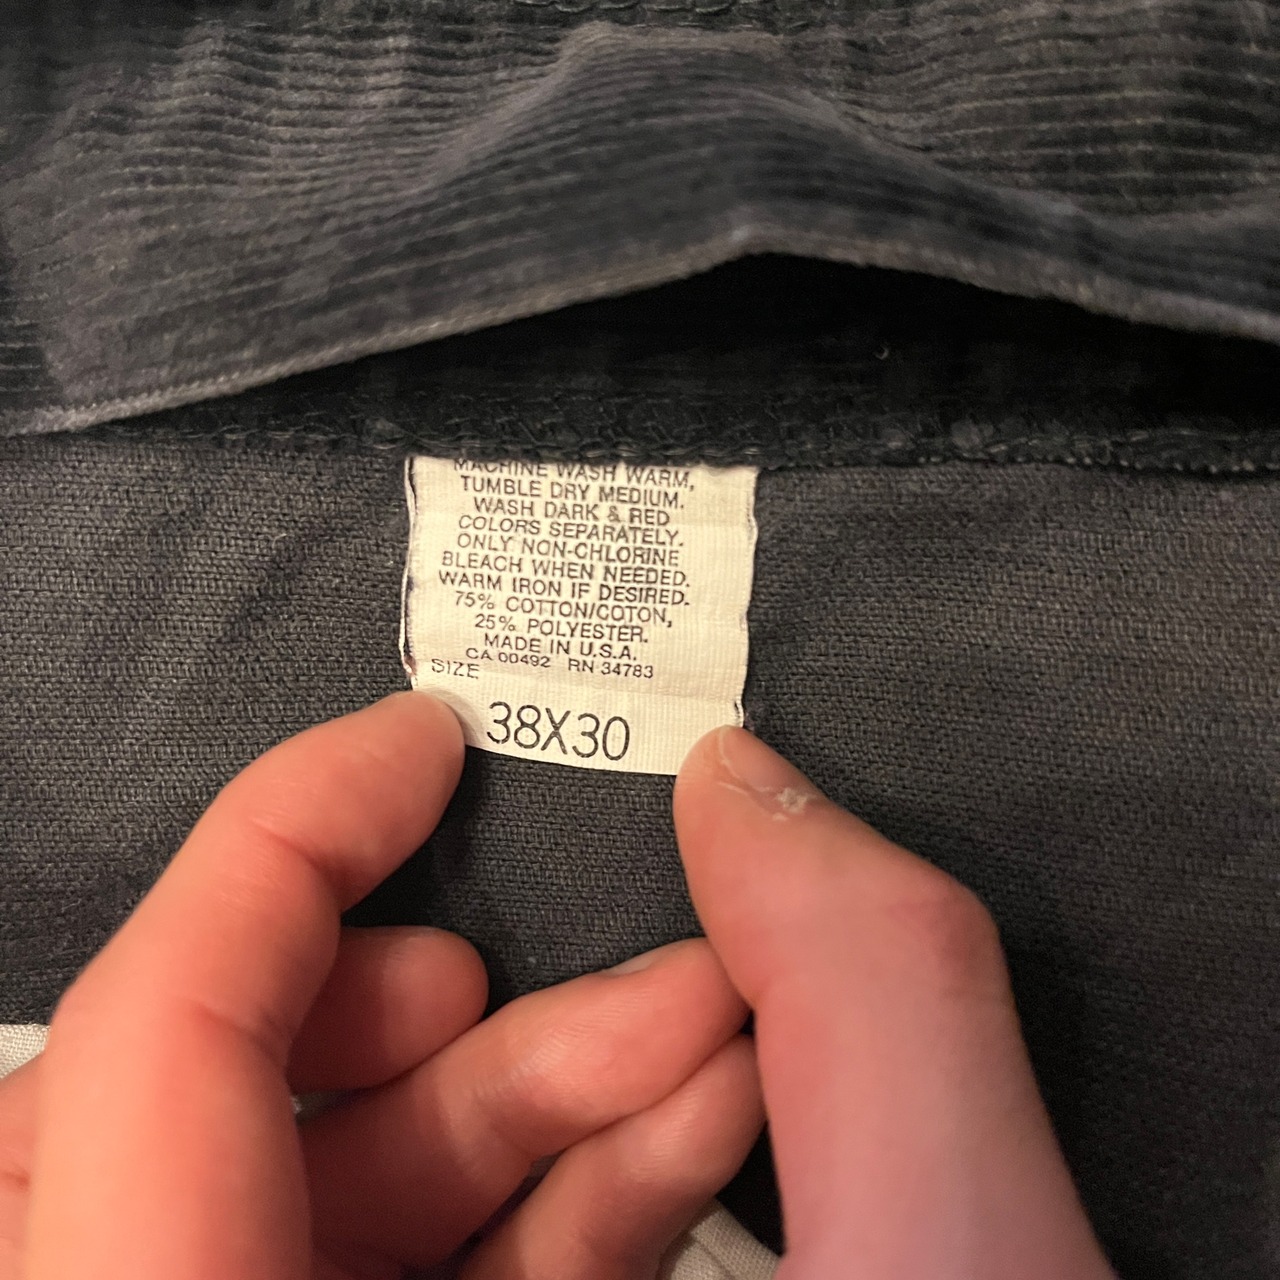 MACHINE WASH WARM,
TUMBLE DRY MEDIUM.
WASH DARK & RED
COLORS SEPARATELY.
ONLY NON-CHLORINE
BLEACH WHEN NEEDED.
WARM IRON IF DESIRED.
75% COTTON/COTON,
25% POLYESTER.
MADE IN U.S.A.
CA 00492 RN 34783
SIZE
38X30